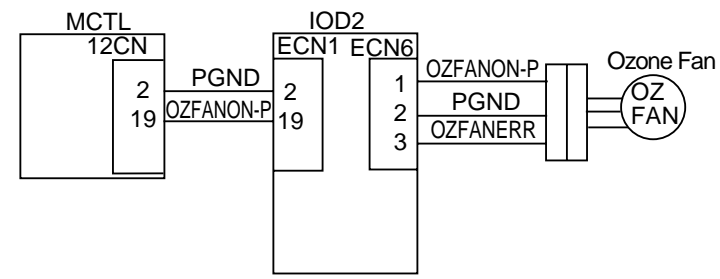 MCTL
IOD2
12CN
ECN1
ECN6
Ozone Fan
2
PGND
2
1
OZFANON-P
OZ
19
OZFANON-P
19
2
PGND
FAN
3
OZFANERR